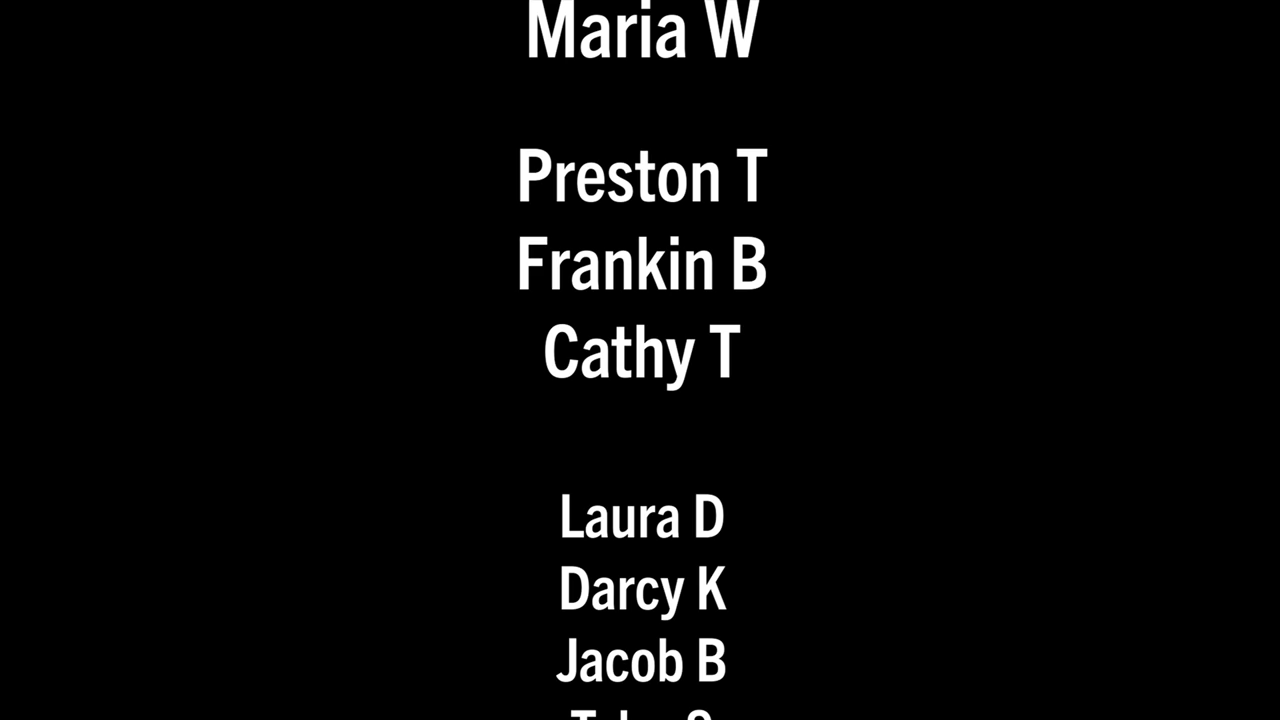 Maria W
Preston T
Frankin B
Cathy T
Laura D
Darcy K
Jacob B